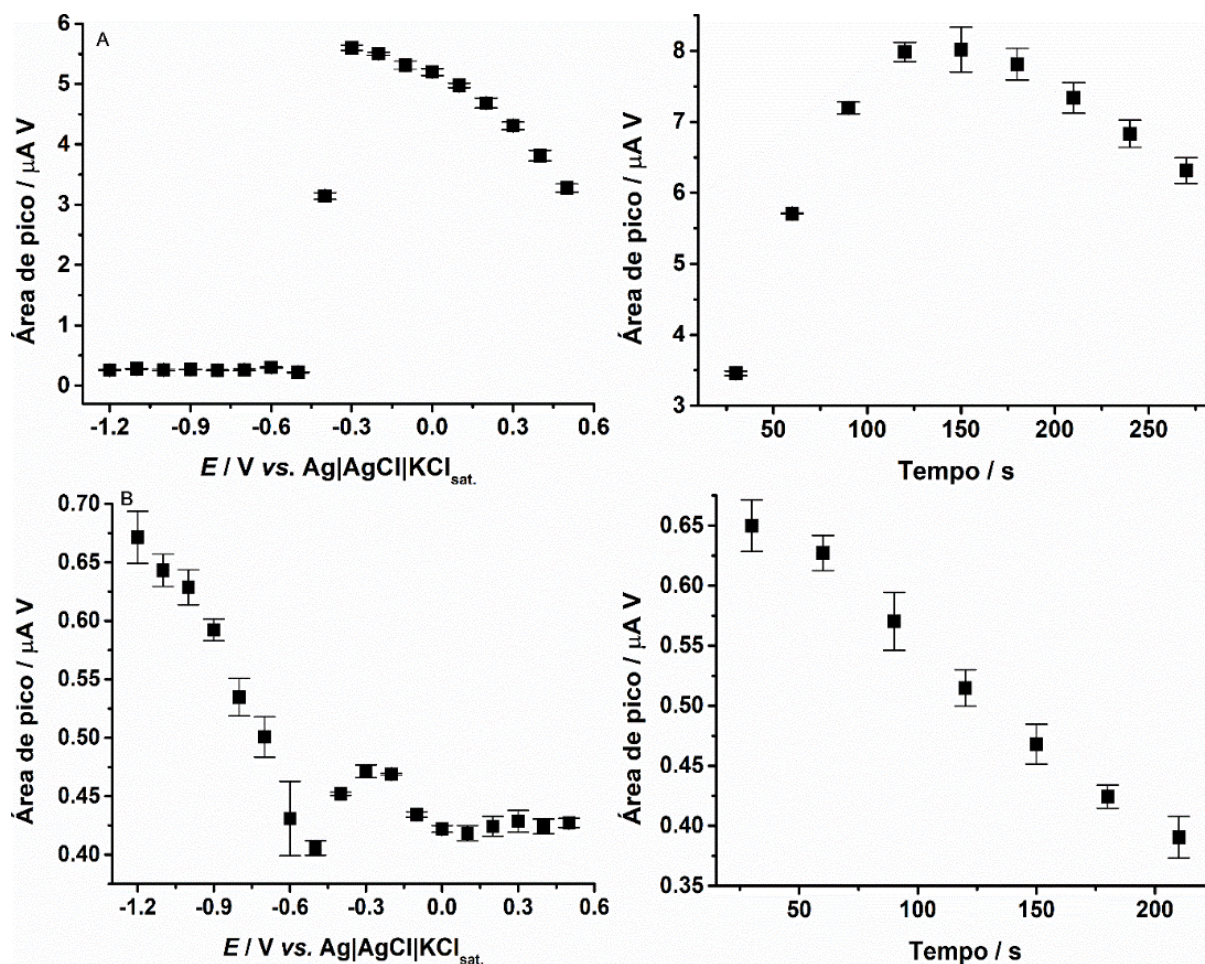 A
Área de pico / μA V
6
5
4
3
2
1
0
-1.2 -0.9 -0.6 -0.3 0.0 0.3 0.6
E / V vs. Ag|AgCl|KCl sat.
Área de pico / μA V
8
7
6
5
4
3
50 100 150 200 250
Tempo / s
B
Área de pico / μA V
0.70
0.65
0.60
0.55
0.50
0.45
0.40
-1.2 -0.9 -0.6 -0.3 0.0 0.3 0.6
E / V vs. Ag|AgCl|KCl sat.
Área de pico / μA V
0.65
0.60
0.55
0.50
0.45
0.40
0.35
50 100 150 200
Tempo / s